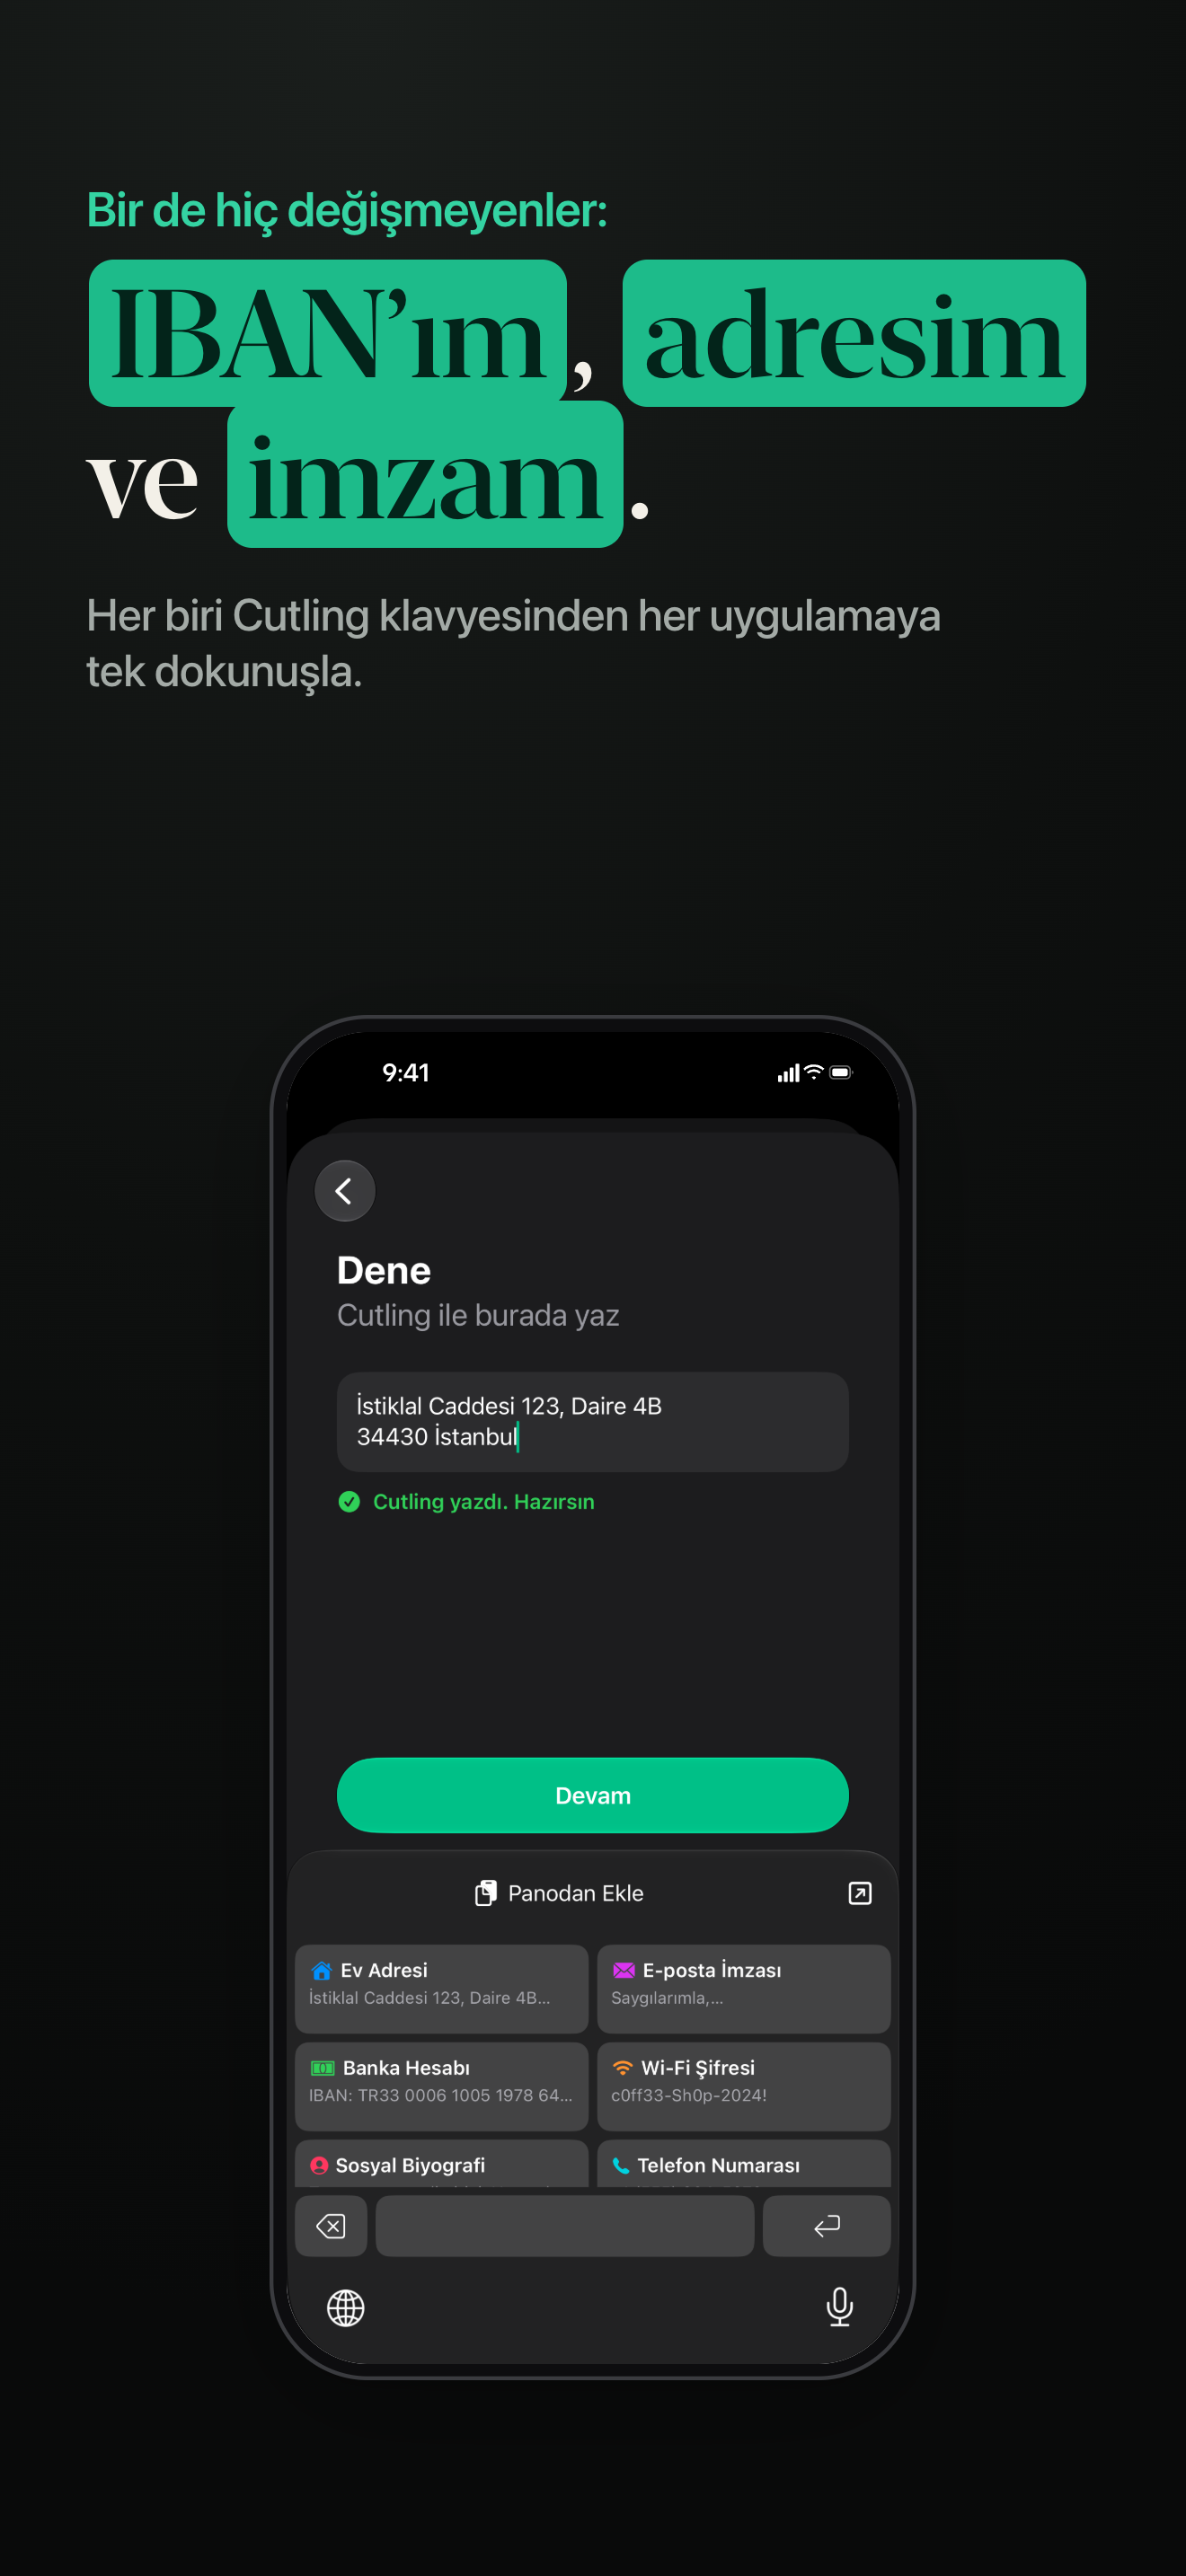 Bir de hiç değişmeyenler:
IBAN’ım, adresim
ve imzam.
Her biri Cutling klavyesinden her uygulamaya
tek dokunuşla.
9:41
Dene
Cutling ile burada yaz
İstiklal Caddesi 123, Daire 4B
34430 İstanbul
Cutling yazdı. Hazırsın
Devam
Panodan Ekle
Ev Adresi
İstiklal Caddesi 123, Daire 4B...
E-posta İmzası
Saygılarımla,...
Banka Hesabı
IBAN: TR33 0006 1005 1978 64...
Wi-Fi Şifresi
c0ff33-Sh0p-2024!
Sosyal Biyografi
Telefon Numarası